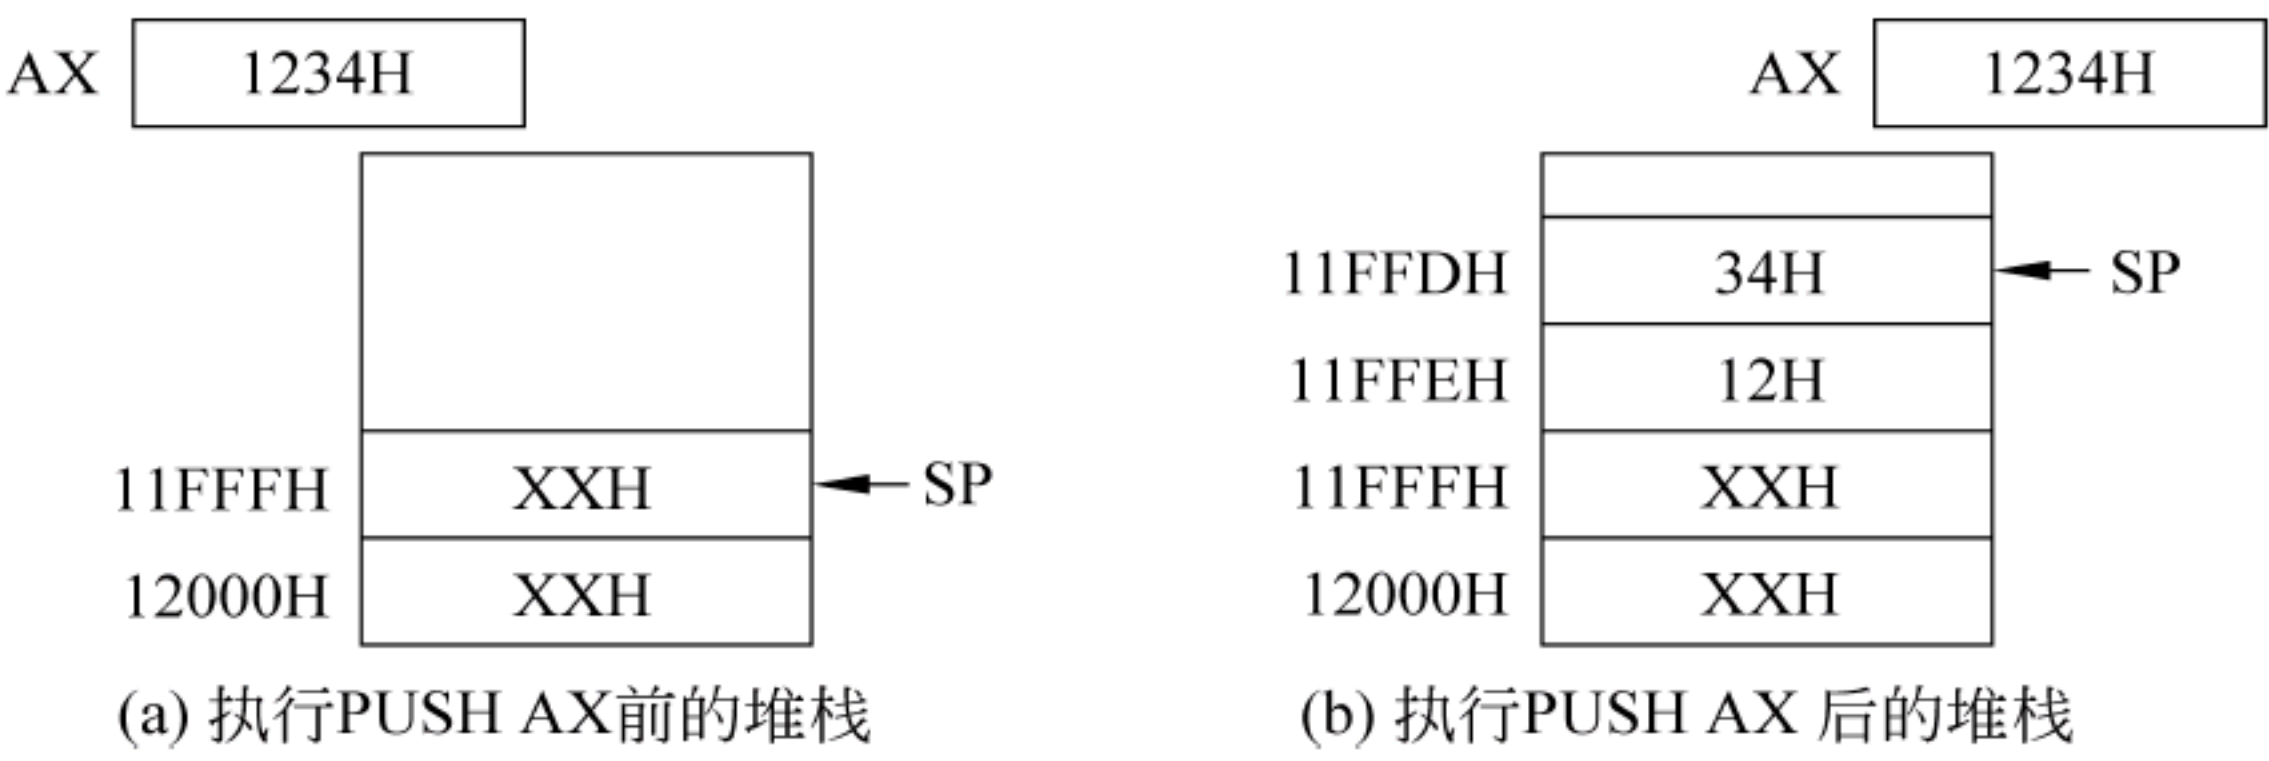 AX 1234H
11FFFH XXH SP
12000H XXH
(a) 执行PUSH AX前的堆栈
AX 1234H
11FFDH 34H SP
11FFEH 12H
11FFFH XXH
12000H XXH
(b) 执行PUSH AX 后的堆栈